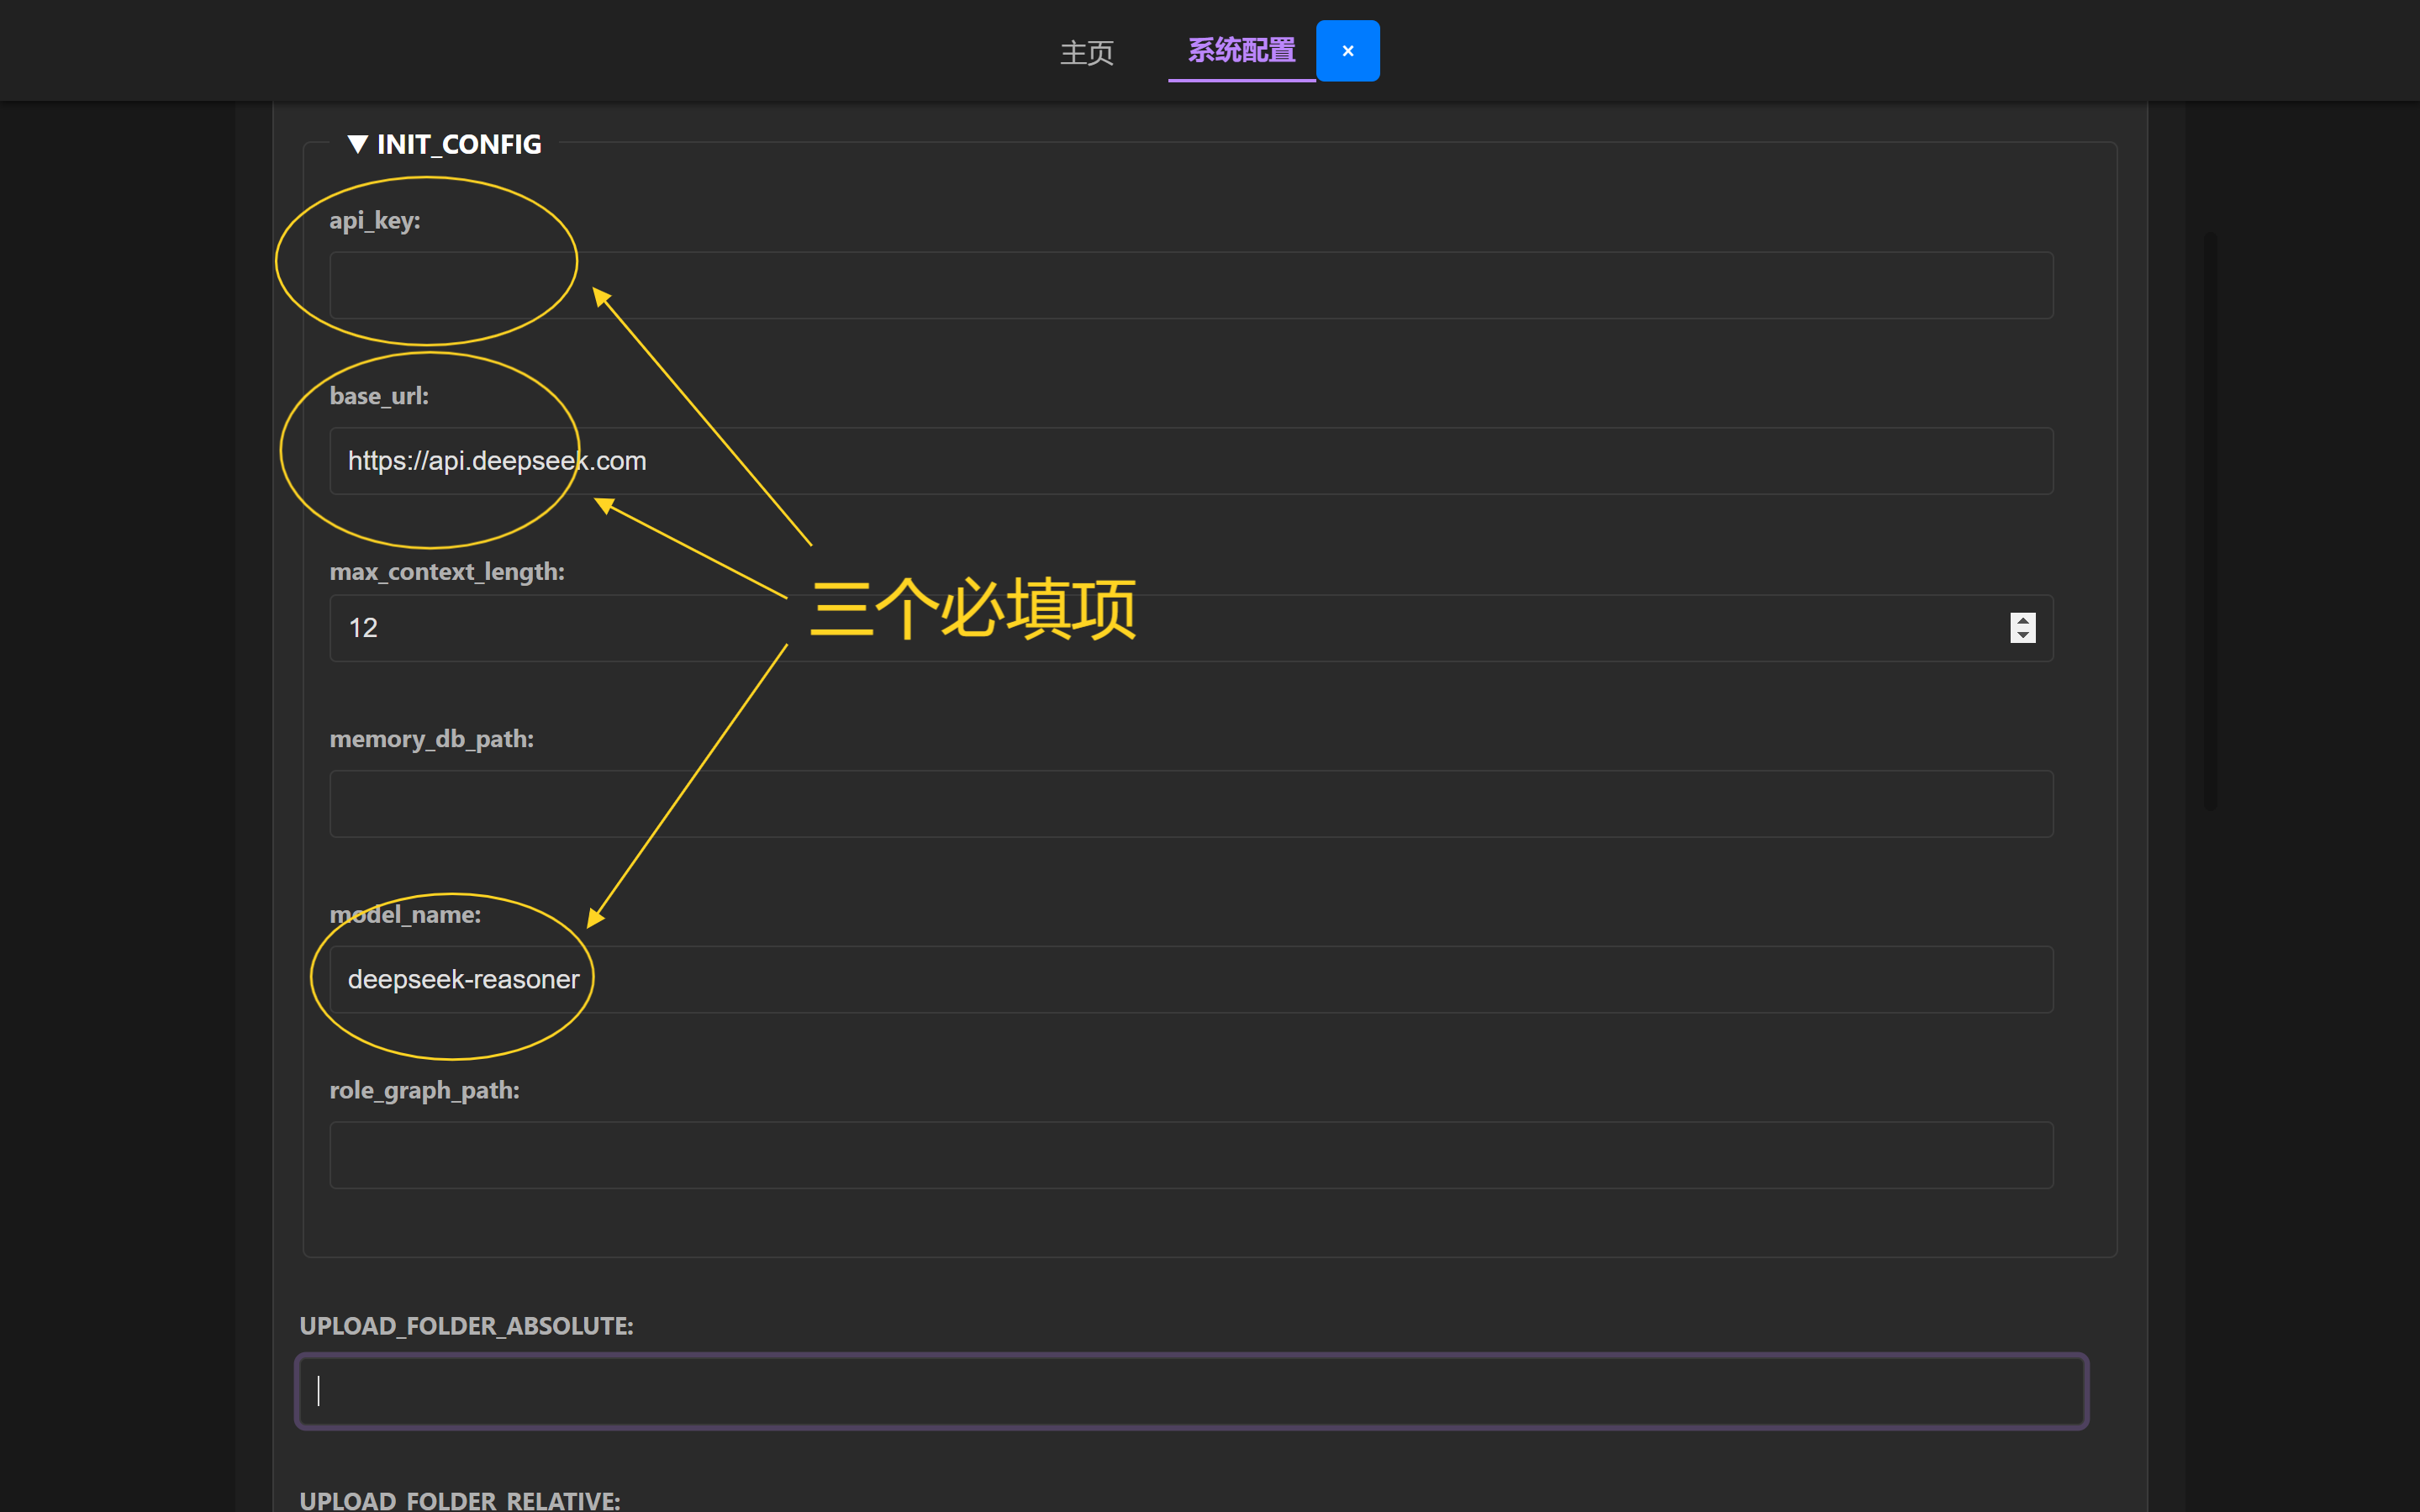 主页
系统配置
×
▼ INIT_CONFIG
api_key:
base_url:
https://api.deepseek.com
max_context_length:
三个必填项
12
memory_db_path:
model_name:
deepseek-reasoner
role_graph_path:
UPLOAD_FOLDER_ABSOLUTE:
UPLOAD_FOLDER_RELATIVE: